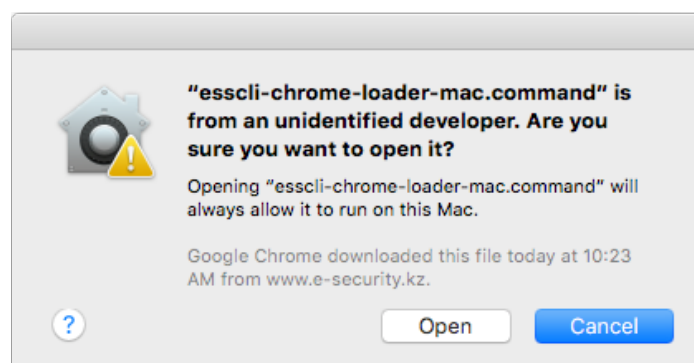 “esscli-chrome-loader-mac.command” is
from an unidentified developer. Are you
sure you want to open it?
Opening “esscli-chrome-loader-mac.command” will
always allow it to run on this Mac.
Google Chrome downloaded this file today at 10:23
AM from www.e-security.kz.
?
Open
Cancel